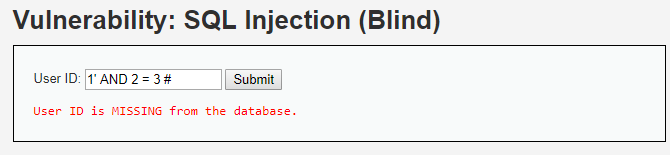 Vulnerability: SQL Injection (Blind)
User ID: 1' AND 2 = 3 # Submit
User ID is MISSING from the database.